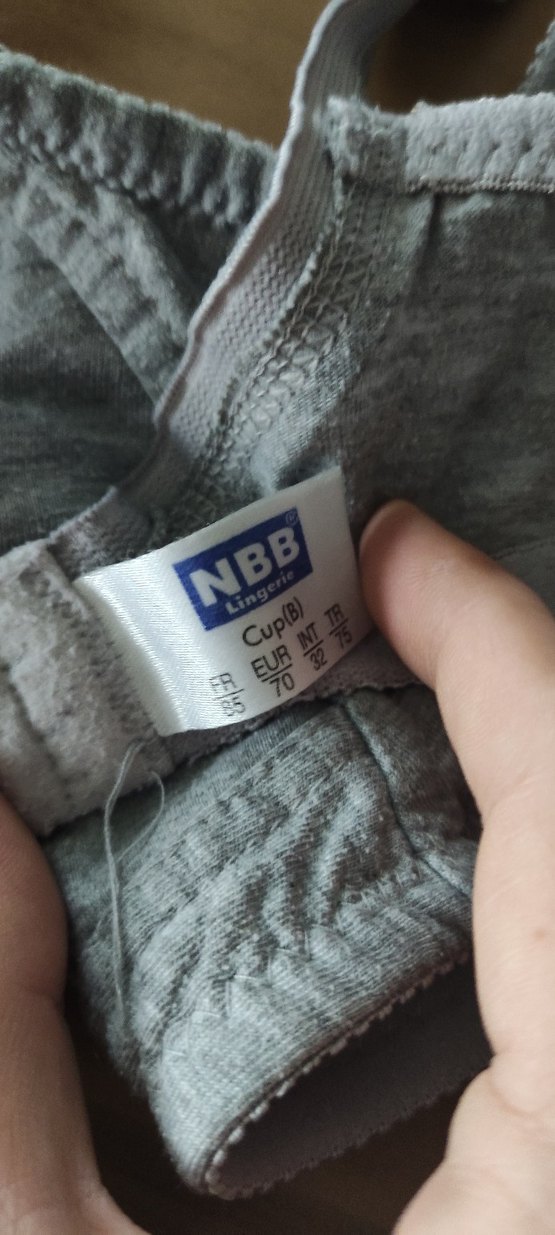 NBB®
Lingerie
Cup(B)
FR EUR INT TR
85 70 32 75